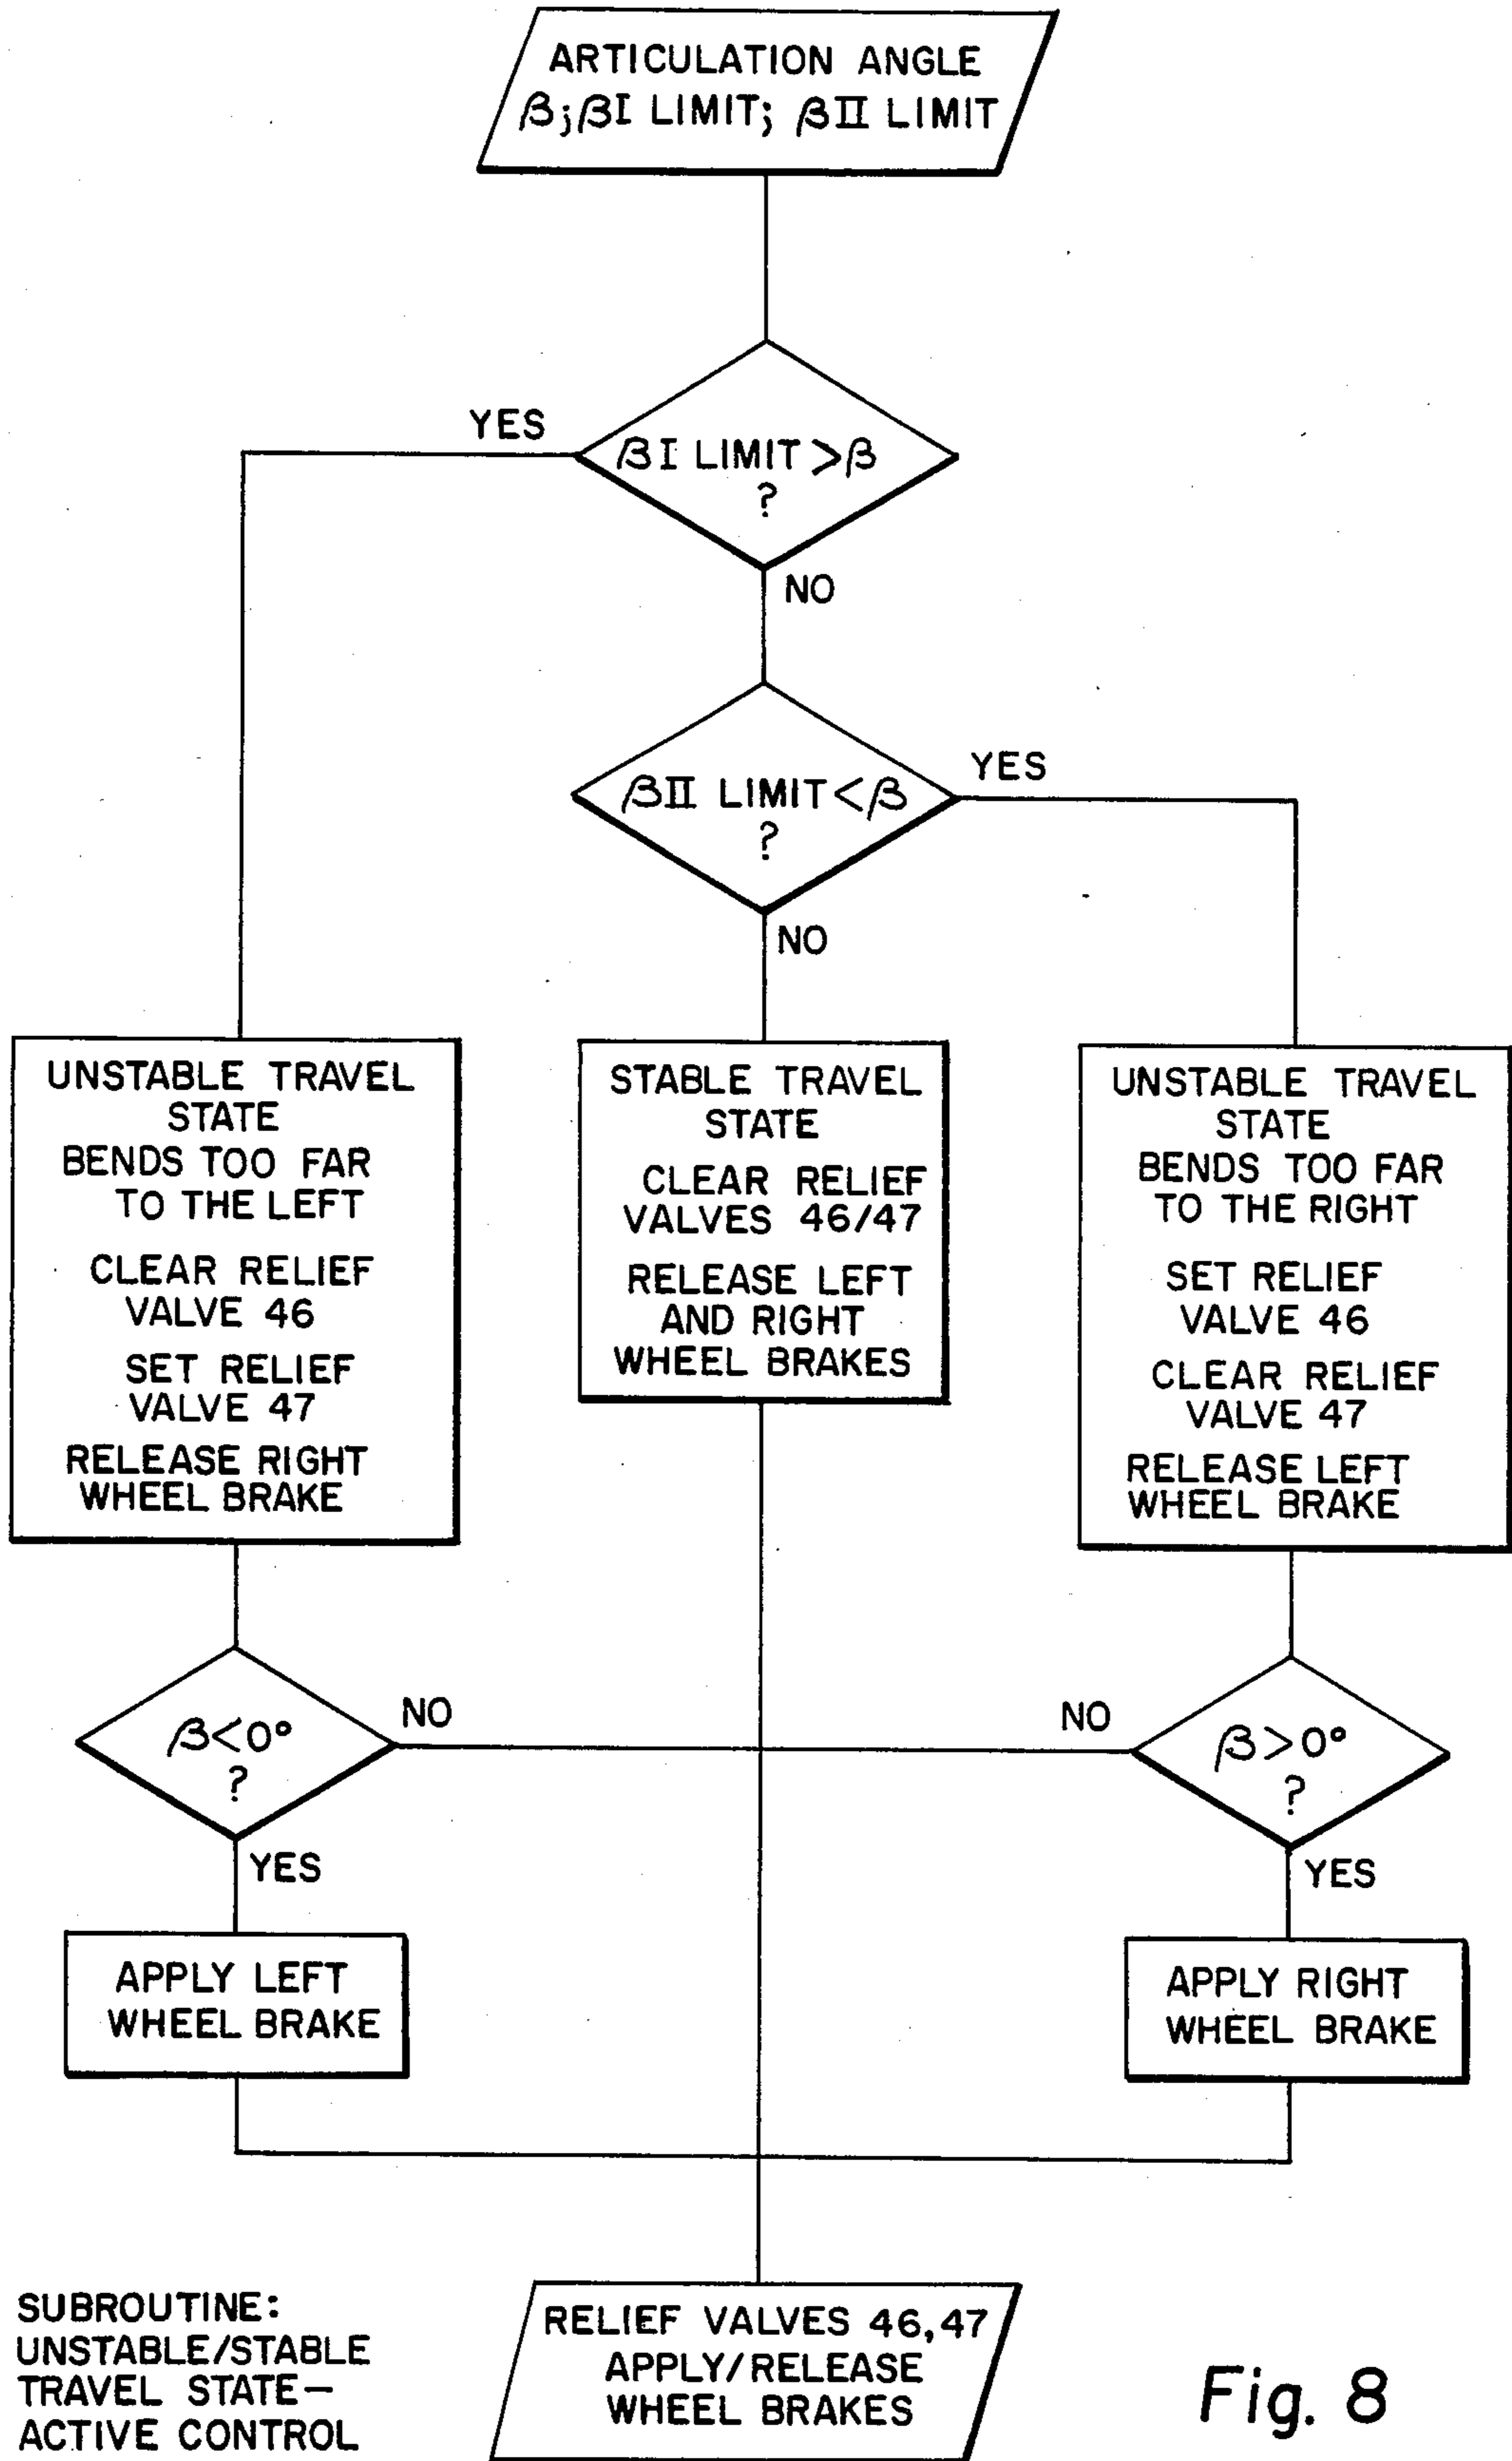 ARTICULATION ANGLE
β; βI LIMIT; βII LIMIT
YES
βI LIMIT > β
?
NO
YES
βII LIMIT < β
?
NO
UNSTABLE TRAVEL
STATE
BENDS TOO FAR
TO THE LEFT
CLEAR RELIEF
VALVE 46
SET RELIEF
VALVE 47
RELEASE RIGHT
WHEEL BRAKE
STABLE TRAVEL
STATE
CLEAR RELIEF
VALVES 46/47
RELEASE LEFT
AND RIGHT
WHEEL BRAKES
UNSTABLE TRAVEL
STATE
BENDS TOO FAR
TO THE RIGHT
SET RELIEF
VALVE 46
CLEAR RELIEF
VALVE 47
RELEASE LEFT
WHEEL BRAKE
β<0°
?
NO
YES
NO
β>0°
?
YES
APPLY LEFT
WHEEL BRAKE
APPLY RIGHT
WHEEL BRAKE
RELIEF VALVES 46,47
APPLY/RELEASE
WHEEL BRAKES
SUBROUTINE:
UNSTABLE/STABLE
TRAVEL STATE—
ACTIVE CONTROL
Fig. 8